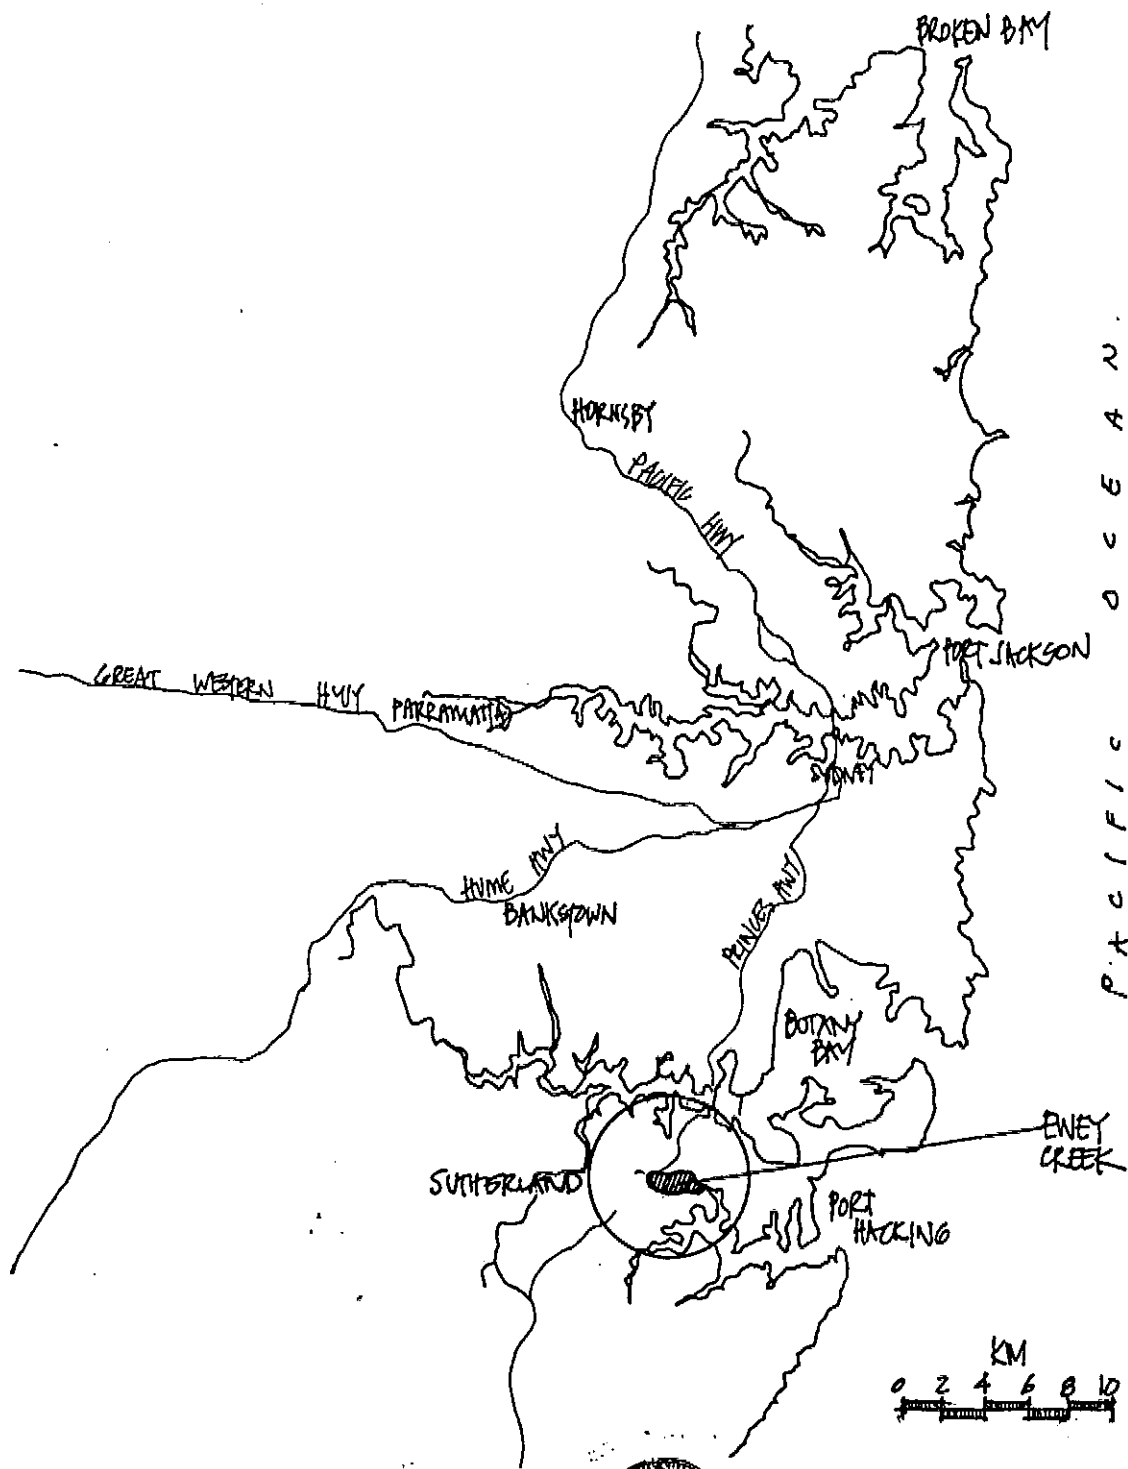 BROKEN BAY
HORNSBY
PACIFIC HWY
PACIFIC OCEAN
PORT JACKSON
GREAT WESTERN HWY
PARRAMATTA
SYDNEY
HUME HWY
BANKSTOWN
PRINCES HWY
BOTANY
BAY
EWEY
CREEK
SUTHERLAND
PORT
HACKING
KM
0 2 4 6 8 10